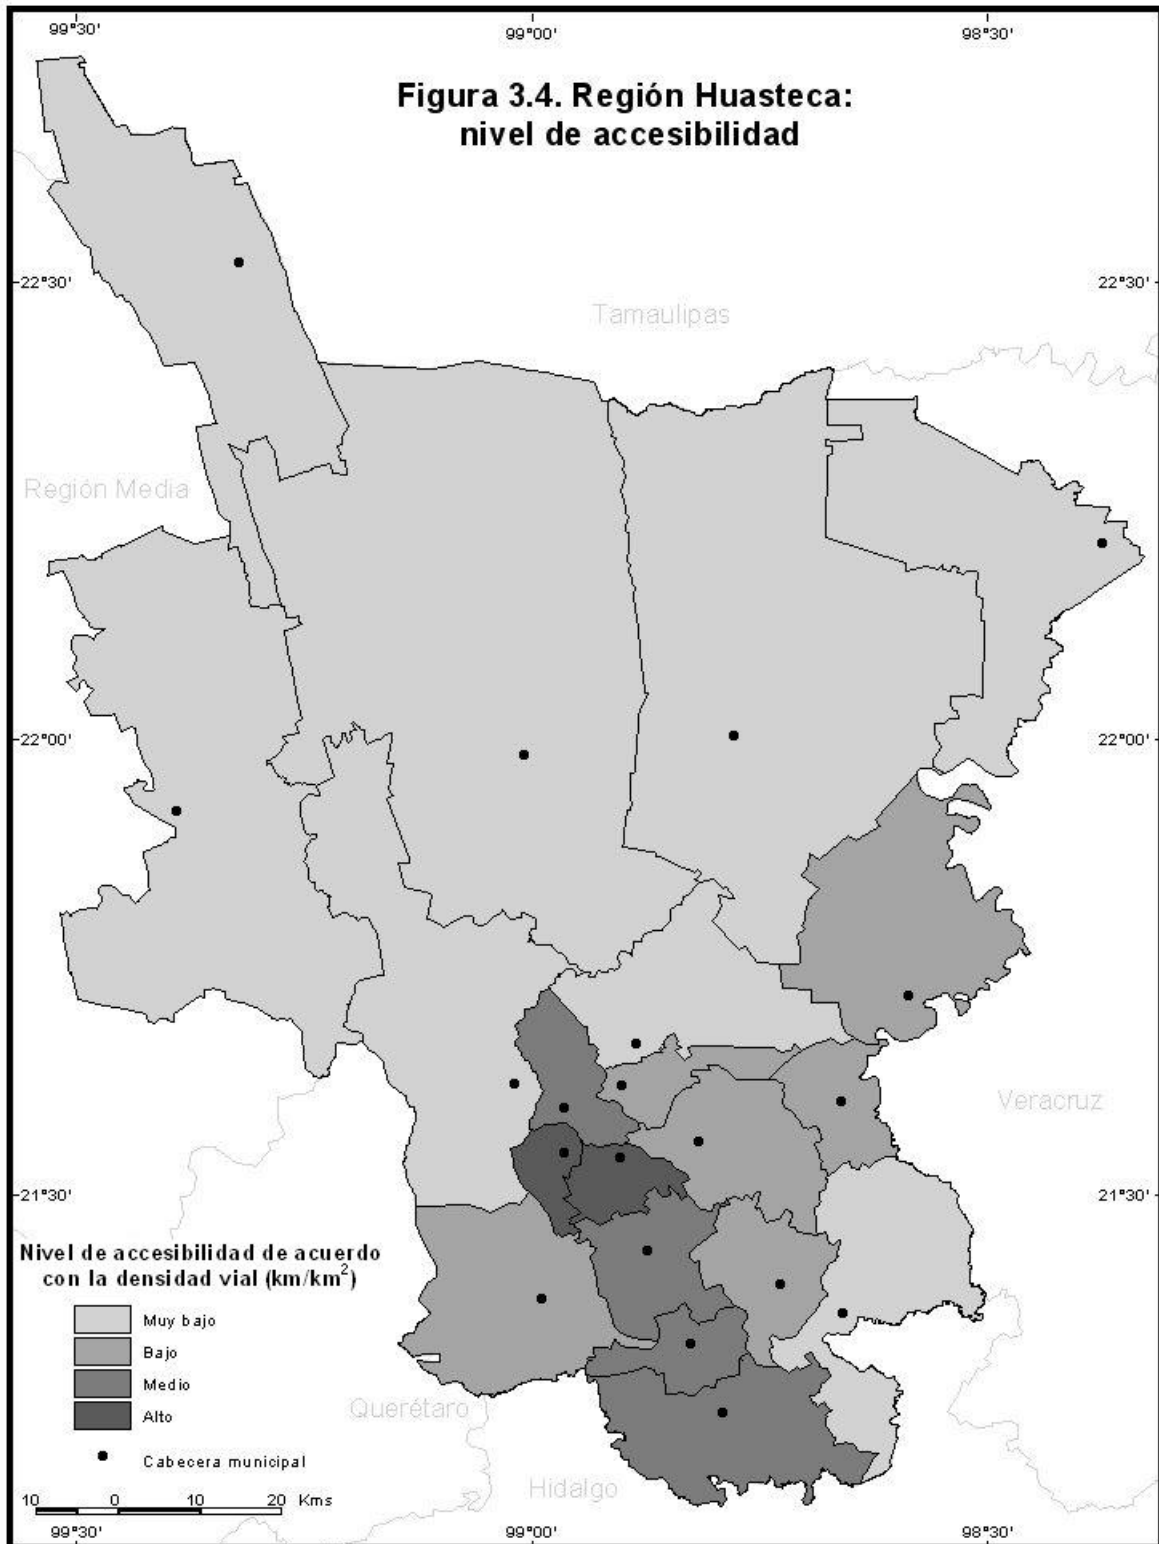 99°30' 99°00' 98°30'
Figura 3.4. Región Huasteca:
nivel de accesibilidad
22°30' 22°30'
Tamaulipas
Región Media
22°00' 22°00'
Veracruz
21°30' 21°30'
Nivel de accesibilidad de acuerdo
con la densidad vial (km/km²)
Muy bajo
Bajo
Medio
Alto
Cabecera municipal
Querétaro
Hidalgo
10 0 10 20 Kms
99°30' 99°00' 98°30'